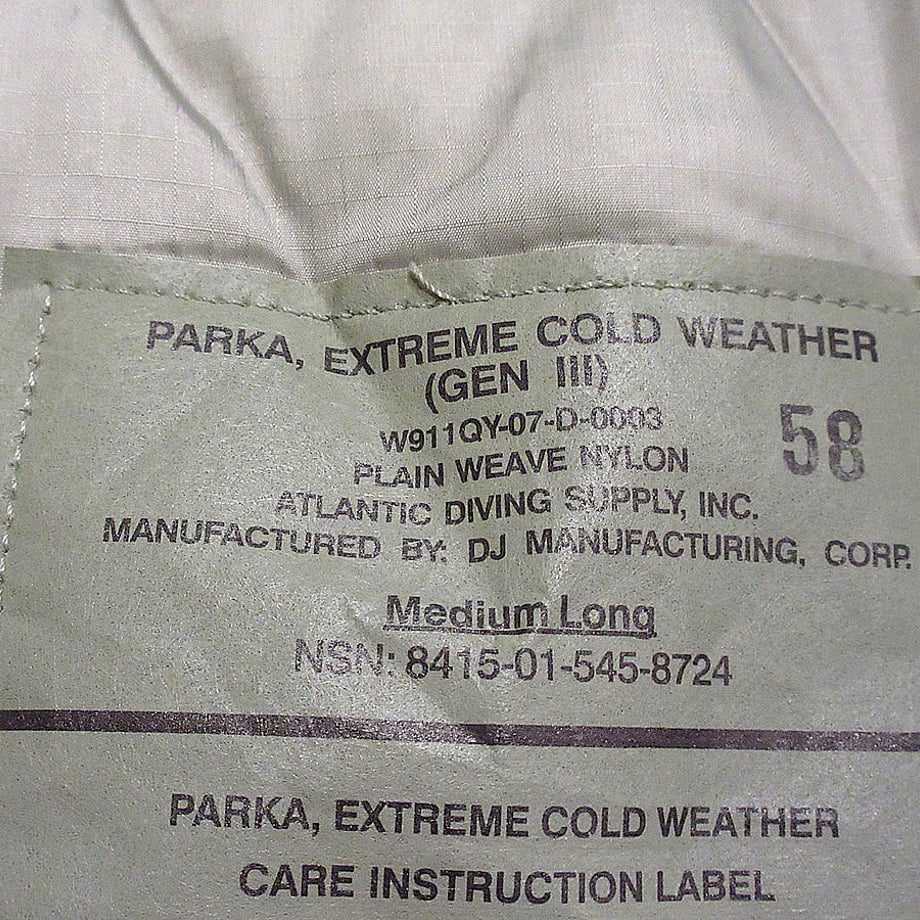 PARKA, EXTREME COLD WEATHER
(GEN III)
W911QY-07-D-0003
58
PLAIN WEAVE NYLON
ATLANTIC DIVING SUPPLY, INC.
MANUFACTURED BY: DJ MANUFACTURING, CORP.
Medium Long
NSN: 8415-01-545-8724
PARKA, EXTREME COLD WEATHER
CARE INSTRUCTION LABEL